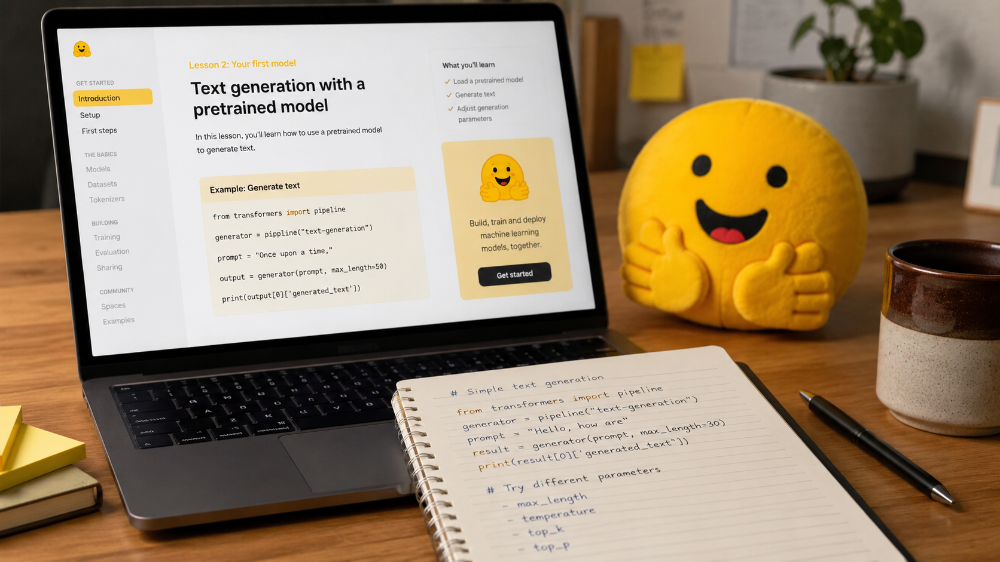 GET STARTED
Introduction
Setup
First steps
THE BASICS
Models
Datasets
Tokenizers
BUILDING
Training
Evaluation
Sharing
COMMUNITY
Spaces
Examples
Lesson 2: Your first model
Text generation with a
pretrained model
In this lesson, you'll learn how to use a pretrained model
to generate text.
Example: Generate text
from transformers import pipeline
generator = pippline("text-generation")
prompt = "Once upon a time,"
output = generator(prompt, max_length=50)
print(output[0]['generated_text'])
What you'll learn
Load a pretrained model
Generate text
Adjust generation
parameters
Build, train and deploy
machine learning
models, together.
Get started
# Simple text generation
from transformers import pipeline
generator = pipeline("text-generation")
prompt = "Hello, how are"
result = generator(prompt, max_length=30)
print(result[0]['generated_text"])
# Try different parameters
- max_length
- temperature
- top_k
- top_p